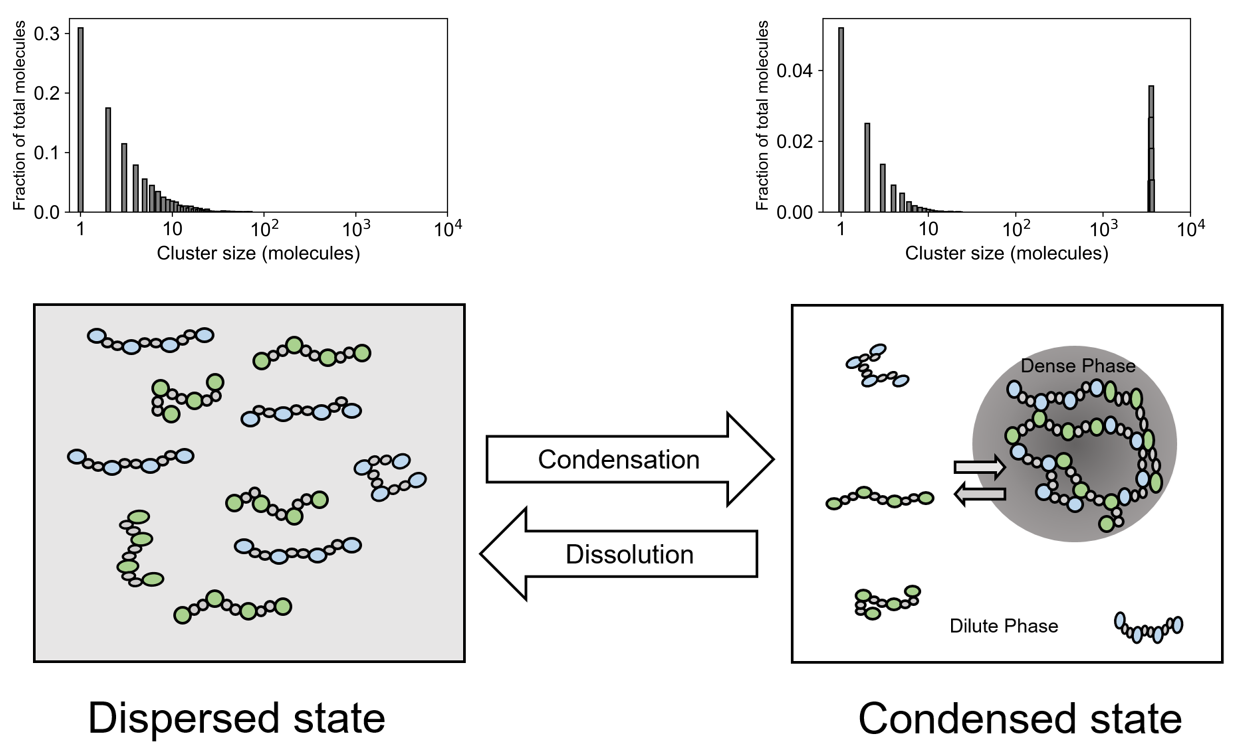 Fraction of total molecules
0.3
0.2
0.1
0.0
1
10
10²
10³
10⁴
Cluster size (molecules)
Fraction of total molecules
0.04
0.02
0.00
1
10
10²
10³
10⁴
Cluster size (molecules)
Condensation
Dissolution
Dense Phase
Dilute Phase
Dispersed state
Condensed state